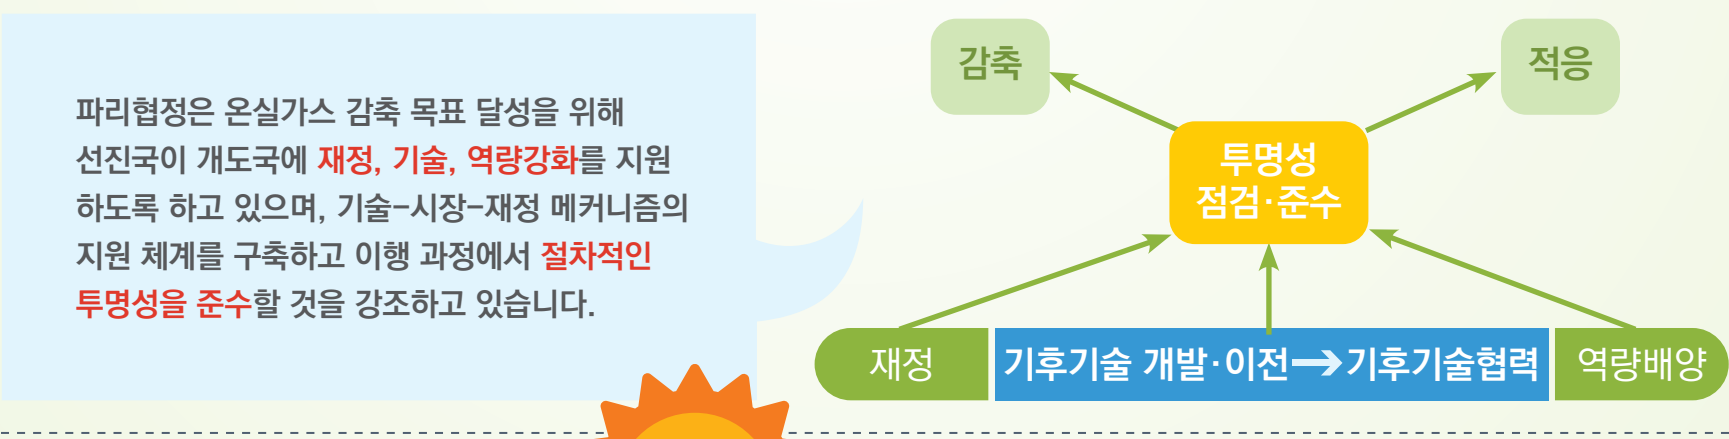 파리협정은 온실가스 감축 목표 달성을 위해
선진국이 개도국에 재정, 기술, 역량강화를 지원
하도록 하고 있으며, 기술-시장-재정 메커니즘의
지원 체계를 구축하고 이행 과정에서 절차적인
투명성을 준수할 것을 강조하고 있습니다.
감축
적응
투명성
점검·준수
재정
기후기술 개발·이전→기후기술협력
역량배양